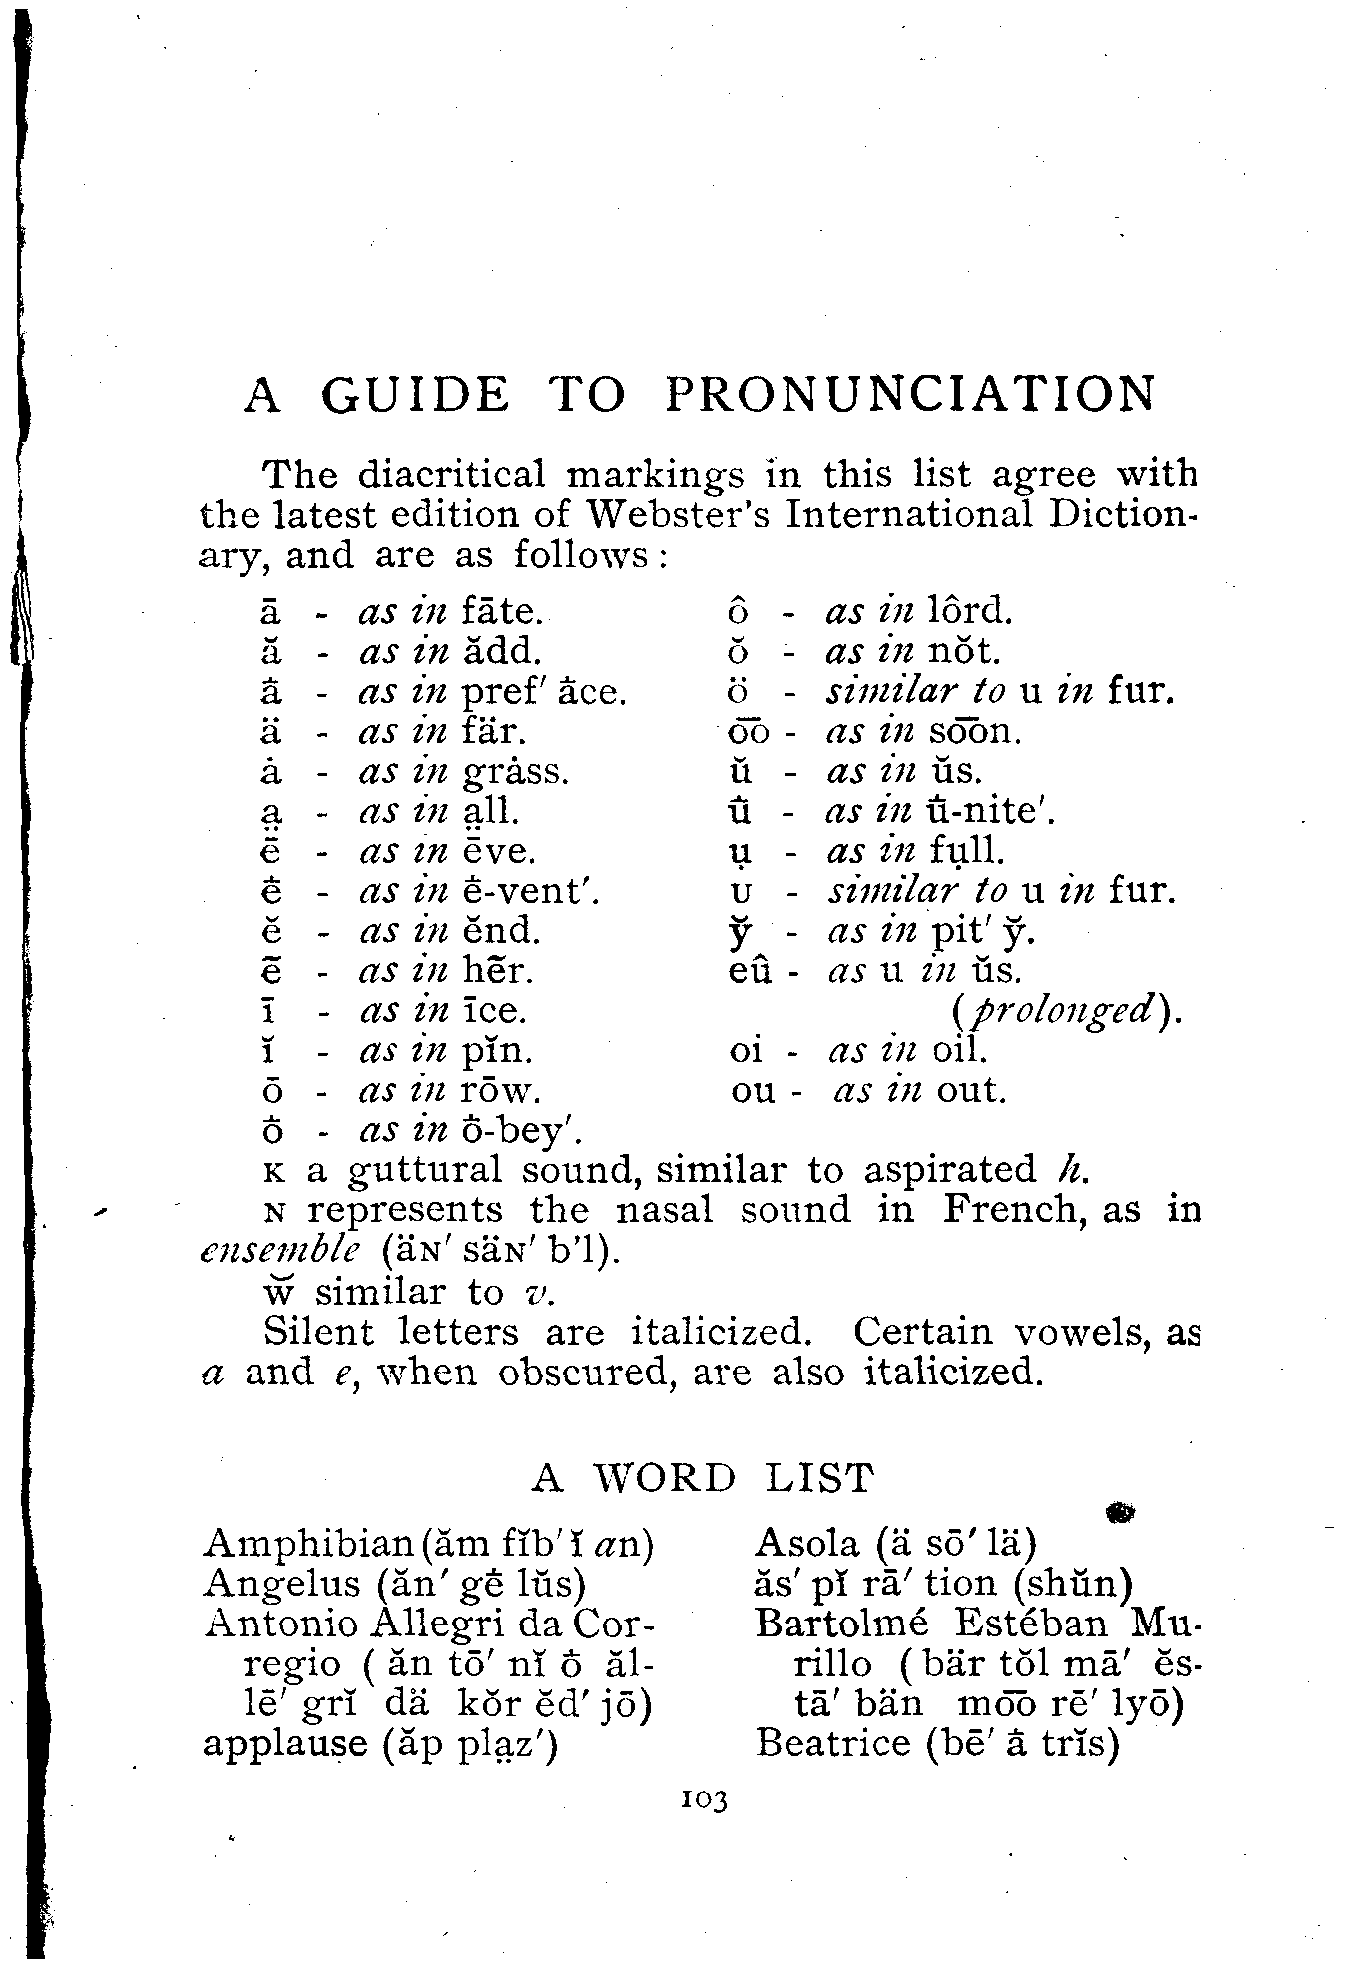 A GUIDE TO PRONUNCIATION
The diacritical markings in this list agree with
the latest edition of Webster's International Diction-
ary, and are as follows :
ā - as in fāte.
ă - as in ădd.
ā̇ - as in pref′ ā̇ce.
ä - as in fär.
ȧ - as in grȧss.
a̤ - as in a̤ll.
ē - as in ēve.
ē̇ - as in ē̇-vent′.
ĕ - as in ĕnd.
ẽ - as in hẽr.
ī - as in īce.
ĭ - as in pĭn.
ō - as in rōw.
ō̇ - as in ō̇-bey′.
ô - as in lôrd.
ŏ - as in nŏt.
ö - similar to u in fur.
o͞o - as in so͞on.
ŭ - as in ŭs.
ū̇ - as in ū̇-nite′.
ụ - as in fụll.
ᴜ - similar to u in fur.
y̆ - as in pit′ y̆.
eû - as u in ŭs.
(prolonged).
oi - as in oil.
ou - as in out.
ᴋ a guttural sound, similar to aspirated h.
ɴ represents the nasal sound in French, as in
ensemble (äɴ′ säɴ′ b'l).
w̆ similar to v.
Silent letters are italicized. Certain vowels, as
a and e, when obscured, are also italicized.
A WORD LIST
Amphibian (ăm fĭb′ ĭ an)
Angelus (ăn′ gē̇ lŭs)
Antonio Allegri da Cor-
regio ( ăn tō′ nĭ ō̇ ăl-
lē′ grĭ dä kŏr ĕd′ jō)
applause (ăp pla̤z′)
Asola (ä sō′ lä)
ăs′ pĭ rā′ tion (shŭn)
Bartolmé Estéban Mu-
rillo ( bär tŏl mā′ ĕs-
tā′ bän mo͞o rē′ lyō)
Beatrice (bē′ ā̇ trĭs)
103